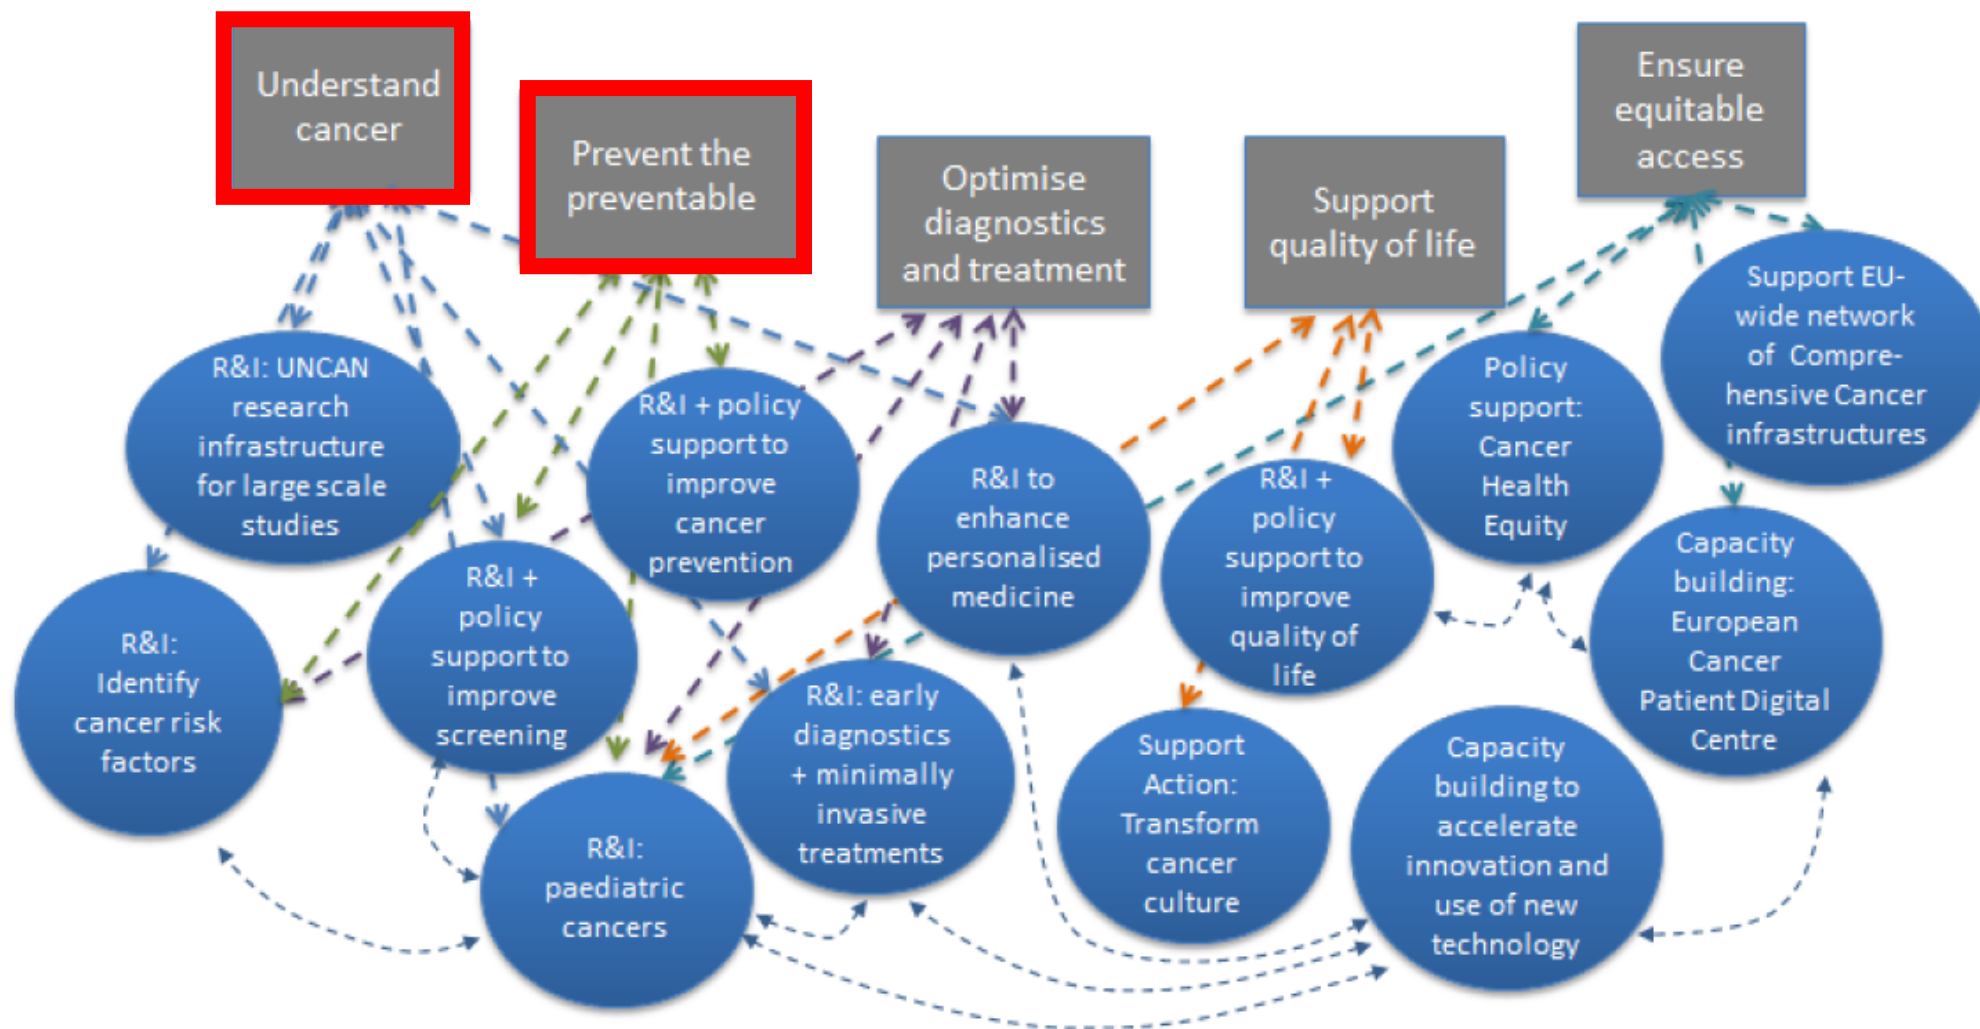 Understand
cancer
Prevent the
preventable
Optimise
diagnostics
and treatment
Support
quality of life
Ensure
equitable
access
R&I: UNCAN
research
infrastructure
for large scale
studies
R&I + policy
support to
improve
cancer
prevention
R&I to
enhance
personalised
medicine
R&I +
policy
support to
improve
quality of
life
Policy
support:
Cancer
Health
Equity
Support EU-
wide network
of Compre-
hensive Cancer
infrastructures
R&I:
Identify
cancer risk
factors
R&I +
policy
support to
improve
screening
R&I:
paediatric
cancers
R&I: early
diagnostics
+ minimally
invasive
treatments
Support
Action:
Transform
cancer
culture
Capacity
building to
accelerate
innovation and
use of new
technology
Capacity
building:
European
Cancer
Patient Digital
Centre